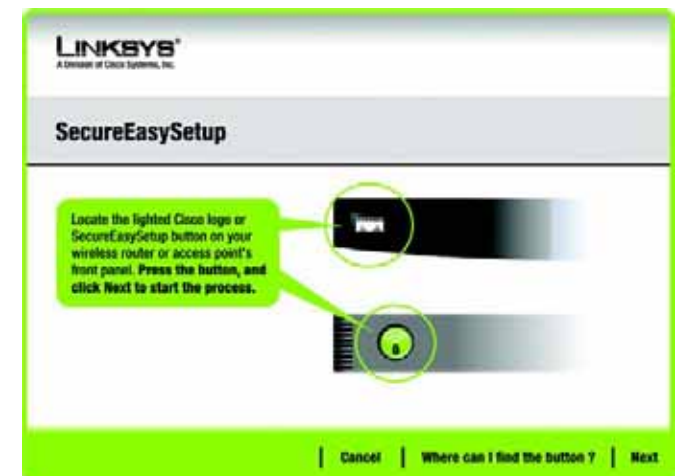 LINKSYS®
A Division of Cisco Systems, Inc.
SecureEasySetup
Locate the lighted Cisco logo or
SecureEasySetup button on your
wireless router or access point's
front panel. Press the button, and
click Next to start the process.
Cancel
Where can I find the button ?
Next